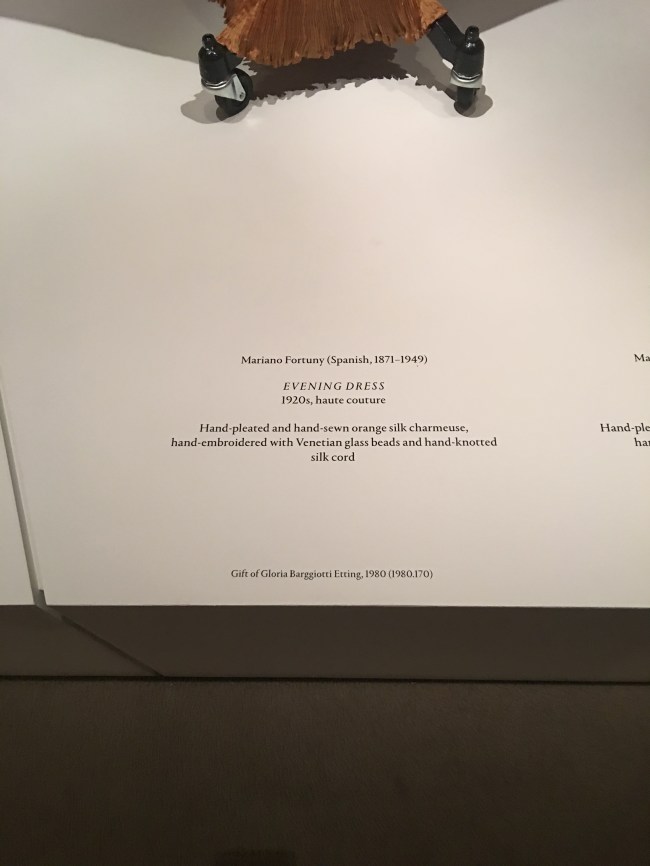 Mariano Fortuny (Spanish, 1871–1949)
EVENING DRESS
1920s, haute couture
Hand-pleated and hand-sewn orange silk charmeuse,
hand-embroidered with Venetian glass beads and hand-knotted
silk cord
Gift of Gloria Barggiotti Etting, 1980 (1980.170)
Ma
Hand-ple
har